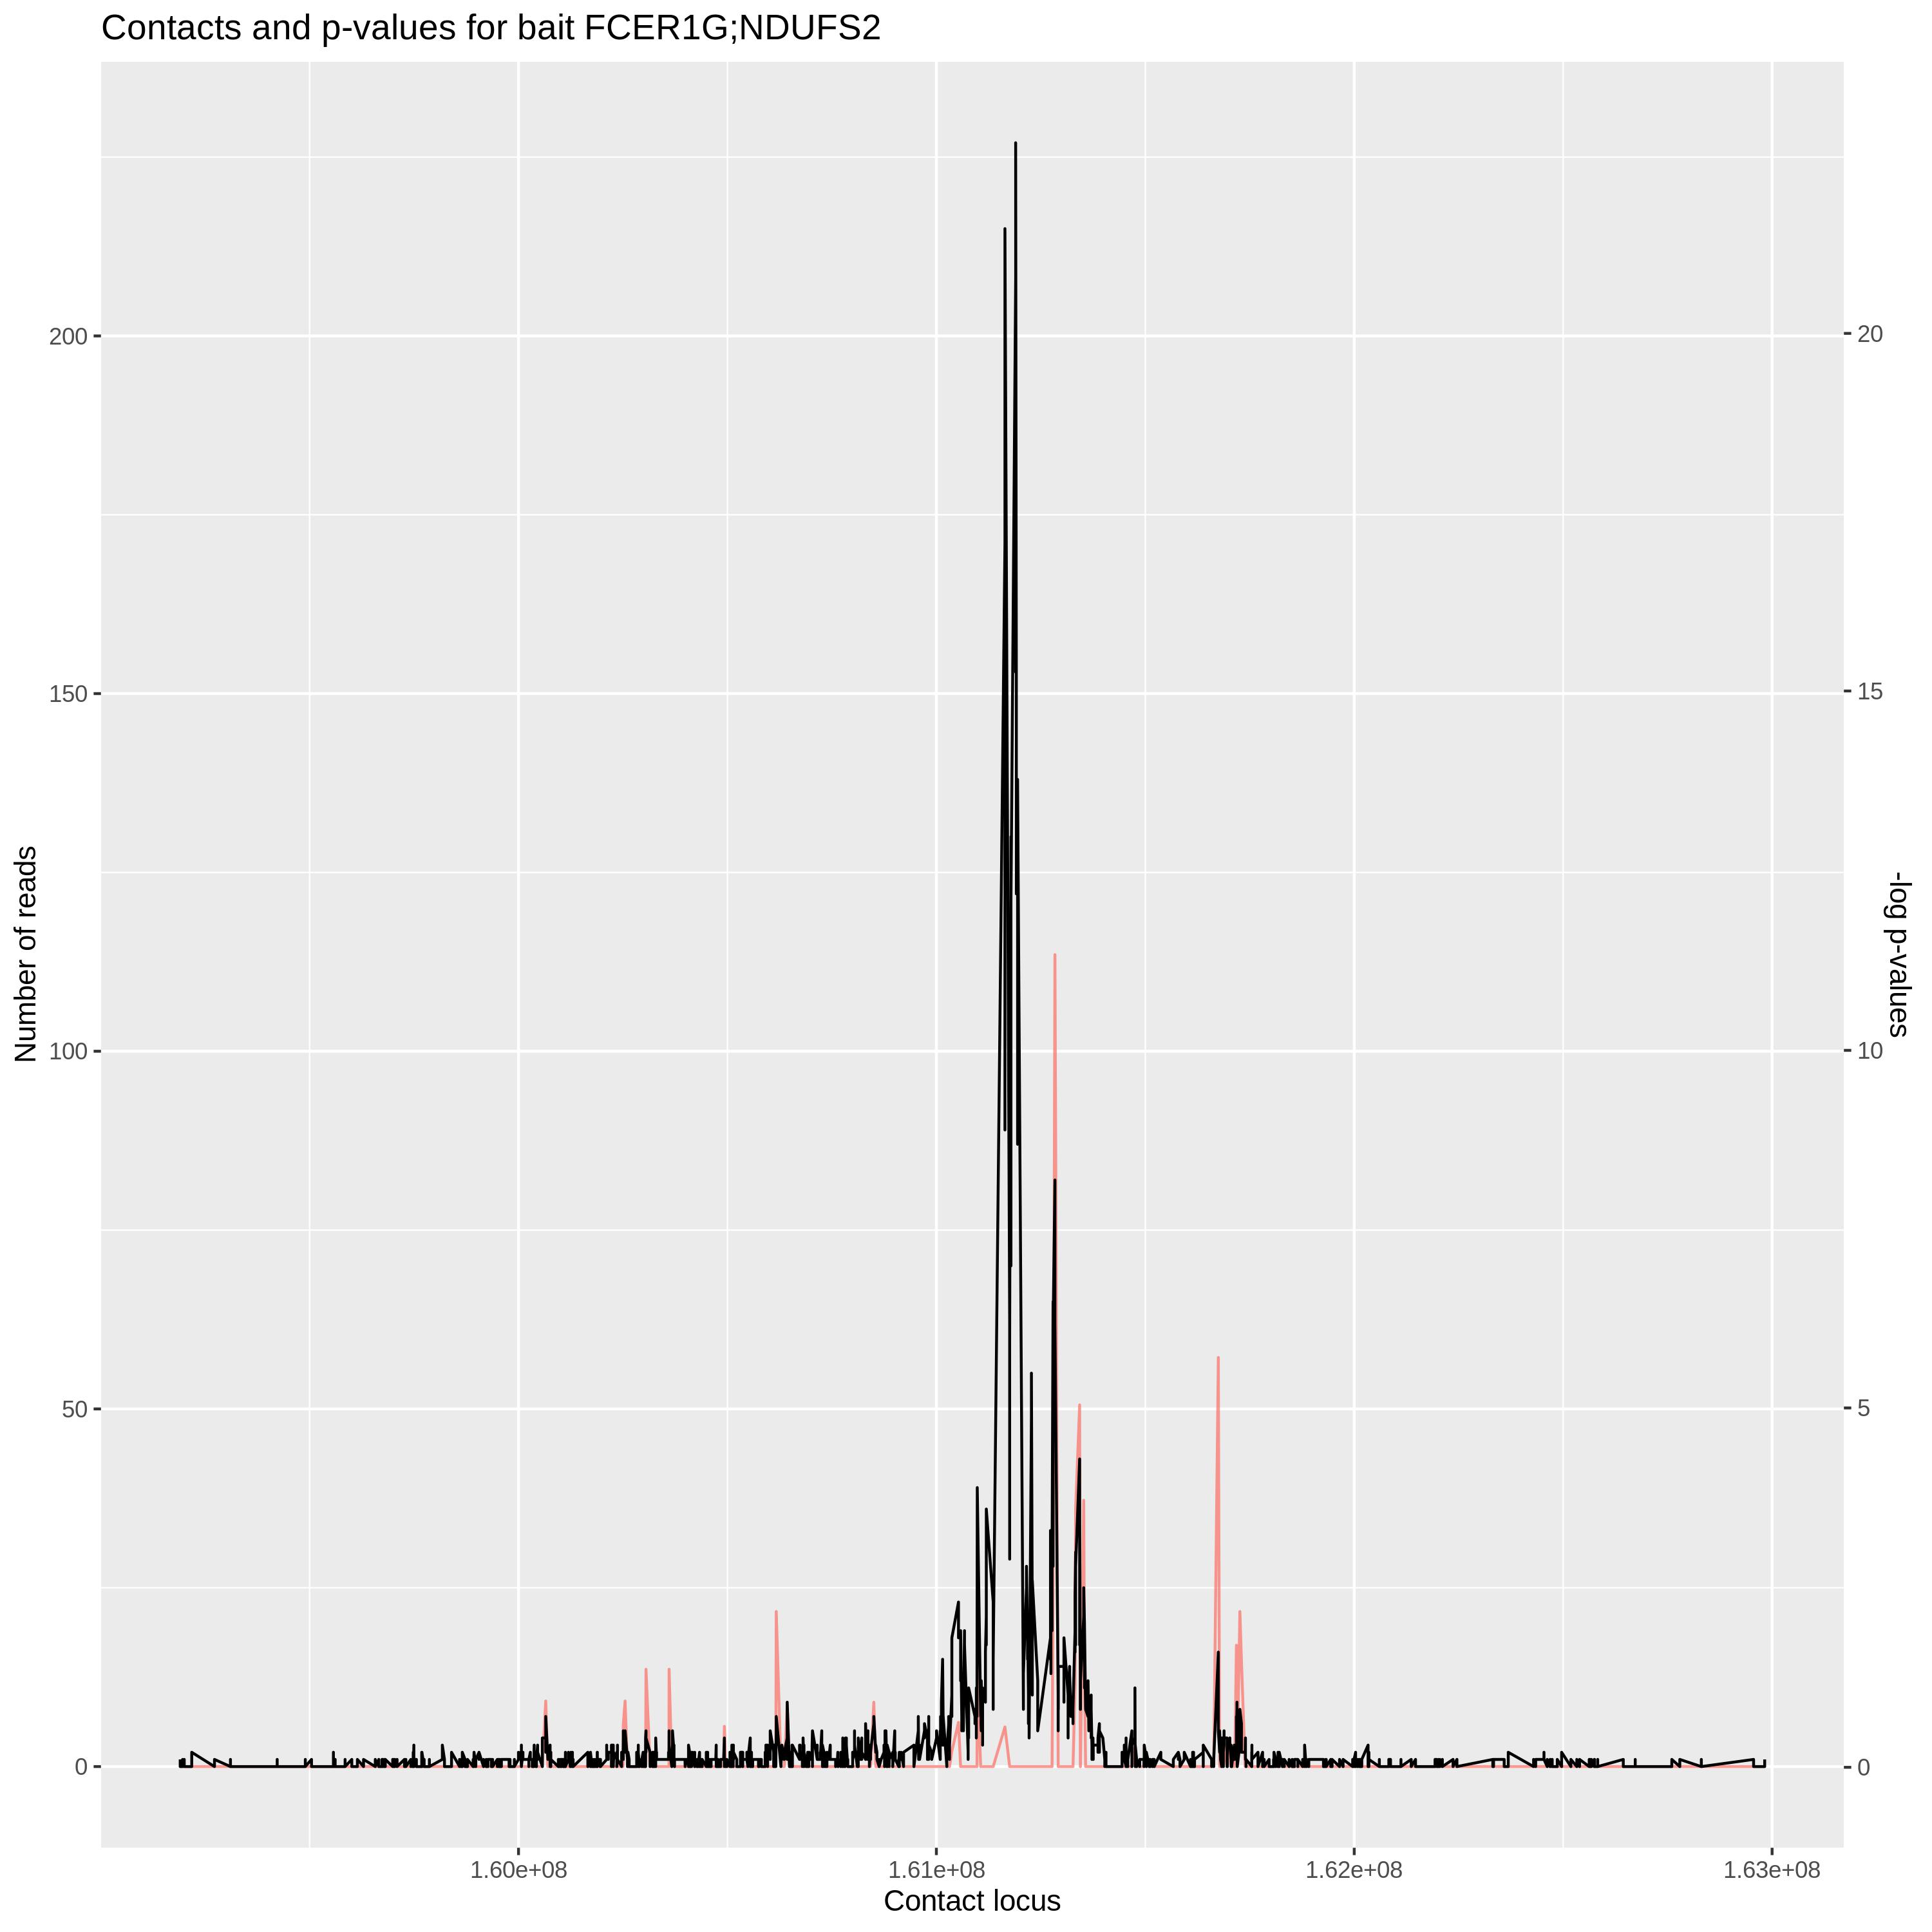 Contacts and p-values for bait FCER1G;NDUFS2
Number of reads
200
150
100
50
0
20
15
10
5
0
-log p-values
1.60e+08 1.61e+08 1.62e+08 1.63e+08
Contact locus